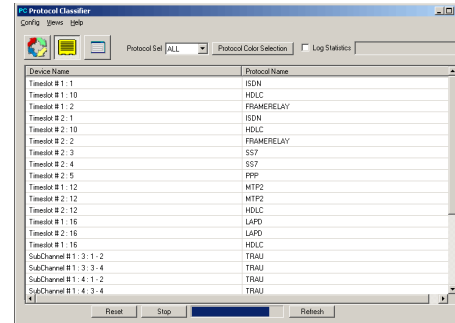 PC Protocol Classifier
Config Views Help
Protocol Sel ALL Protocol Color Selection Log Statistics
Device Name Protocol Name
Timeslot # 1 : 1 ISDN
Timeslot # 1 : 10 HDLC
Timeslot # 1 : 2 FRAMERELAY
Timeslot # 2 : 1 ISDN
Timeslot # 2 : 10 HDLC
Timeslot # 2 : 2 FRAMERELAY
Timeslot # 2 : 3 SS7
Timeslot # 2 : 4 SS7
Timeslot # 2 : 5 PPP
Timeslot # 1 : 12 MTP2
Timeslot # 2 : 12 MTP2
Timeslot # 2 : 12 HDLC
Timeslot # 1 : 16 LAPD
Timeslot # 2 : 16 LAPD
Timeslot # 1 : 16 HDLC
SubChannel # 1 : 3 : 1 - 2 TRAU
SubChannel # 1 : 3 : 3 - 4 TRAU
SubChannel # 1 : 4 : 1 - 2 TRAU
SubChannel # 1 : 4 : 3 - 4 TRAU
Reset Stop Refresh